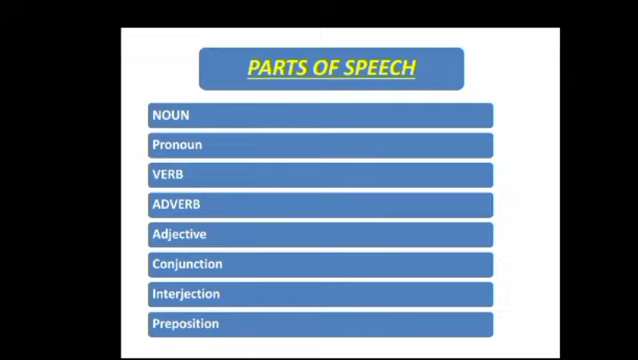 PARTS OF SPEECH
NOUN
Pronoun
VERB
ADVERB
Adjective
Conjunction
Interjection
Preposition